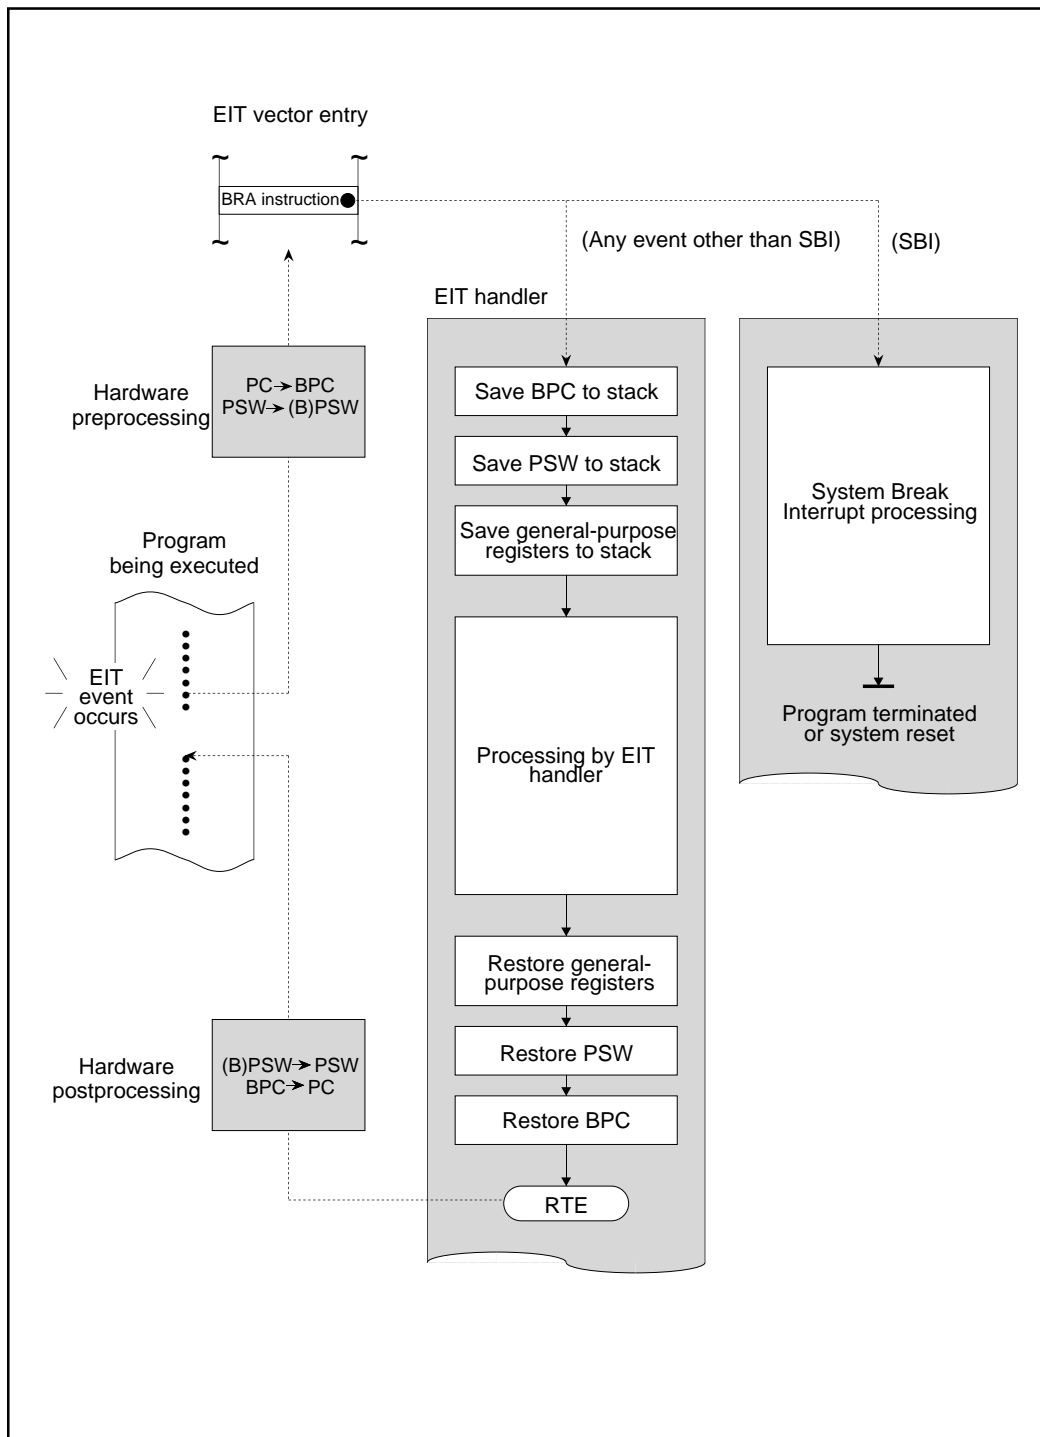 EIT vector entry
BRA instruction
(Any event other than SBI)
(SBI)
EIT handler
Hardware
preprocessing
PC → BPC
PSW → (B)PSW
Save BPC to stack
Save PSW to stack
Save general-purpose
registers to stack
System Break
Interrupt processing
Program
being executed
EIT
event
occurs
Program terminated
or system reset
Processing by EIT
handler
Restore general-
purpose registers
Hardware
postprocessing
(B)PSW → PSW
BPC → PC
Restore PSW
Restore BPC
RTE